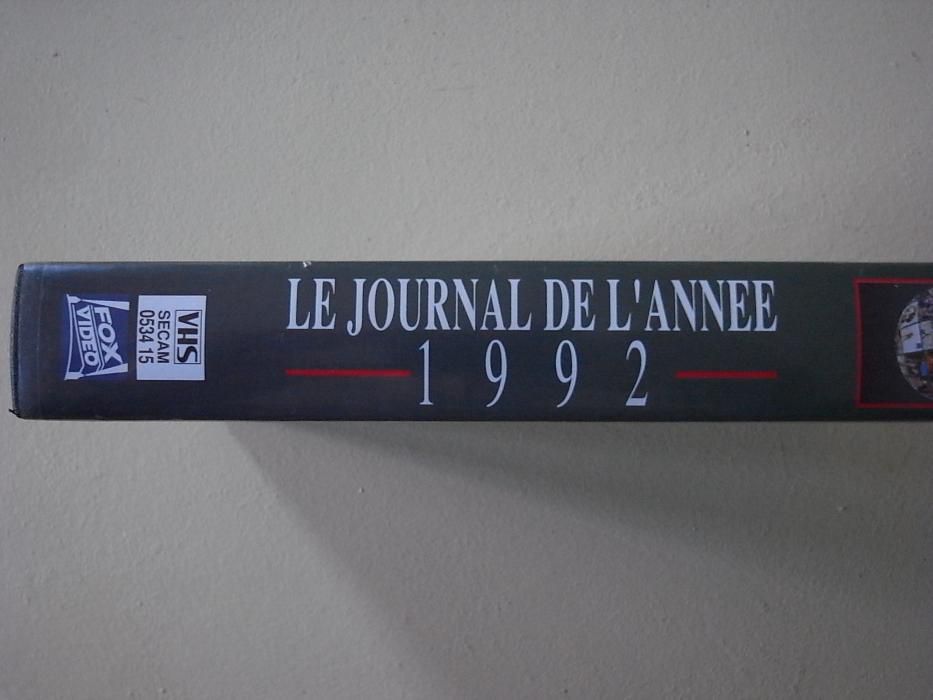 LE JOURNAL DE L'ANNEE
1992
VHS
SECAM
0534 15
FOX
VIDEO